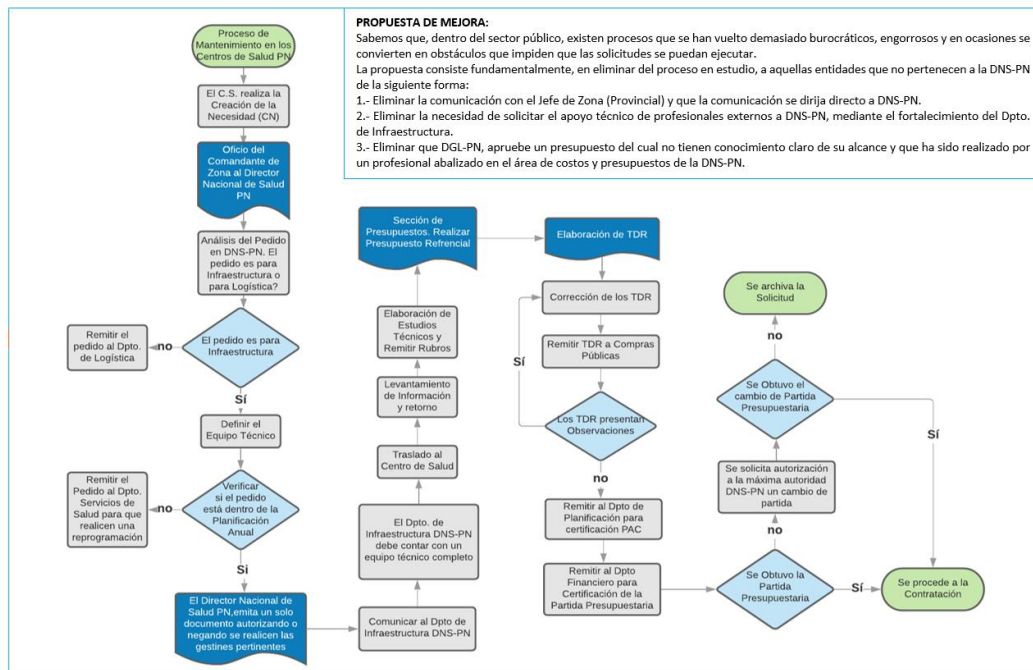 PROPUESTA DE MEJORA:
Sabemos que, dentro del sector público, existen procesos que se han vuelto demasiado burocráticos, engorrosos y en ocasiones se
convierten en obstáculos que impiden que las solicitudes se puedan ejecutar.
La propuesta consiste fundamentalmente, en eliminar del proceso en estudio, a aquellas entidades que no pertenecen a la DNS-PN
de la siguiente forma:
1.- Eliminar la comunicación con el Jefe de Zona (Provincial) y que la comunicación se dirija directo a DNS-PN.
2.- Eliminar la necesidad de solicitar el apoyo técnico de profesionales externos a DNS-PN, mediante el fortalecimiento del Dpto.
de Infraestructura.
3.- Eliminar que DGL-PN, apruebe un presupuesto del cual no tienen conocimiento claro de su alcance y que ha sido realizado por
un profesional abalizado en el área de costos y presupuestos de la DNS-PN.
Proceso de
Mantenimiento en los
Centros de Salud PN
El C.S. realiza la
Creación de la
Necesidad (CN)
Oficio del
Comandante de
Zona al Director
Nacional de Salud
PN
Análisis del Pedido
en DNS-PN. El
pedido es para
Infraestructura o
para Logística?
El pedido es para
Infraestructura
no
Remitir el
pedido al Dpto.
de Logística
Sí
Definir el
Equipo Técnico
Verificar
si el pedido
está dentro de la
Planificación
Anual
no
Remitir el
Pedido al Dpto.
Servicios de
Salud para que
realicen una
reprogramación
Si
El Director Nacional de
Salud PN,emita un solo
documento autorizando o
negando se realicen las
gestines pertinentes
Comunicar al Dpto de
Infraestructura DNS-PN
El Dpto. de
Infraestructura DNS-PN
debe contar con un
equipo técnico completo
Traslado al
Centro de Salud
Levantamiento
de Información
y retorno
Elaboración de
Estudios
Técnicos y
Remitir Rubros
Sección de
Presupuestos. Realizar
Presupuesto Refrencial
Elaboración de TDR
Corrección de los TDR
Remitir TDR a Compras
Públicas
Los TDR presentan
Observaciones
Sí
no
Remitir al Dpto de
Planificación para
certificación PAC
Remitir al Dpto
Financiero para
Certificación de la
Partida Presupuestaria
Se Obtuvo la
Partida
Presupuestaria
Sí
no
Se solicita autorización
a la máxima autoridad
DNS-PN un cambio de
partida
Se Obtuvo el
cambio de Partida
Presupuestaria
no
Se archiva la
Solicitud
Sí
Se procede a la
Contratación